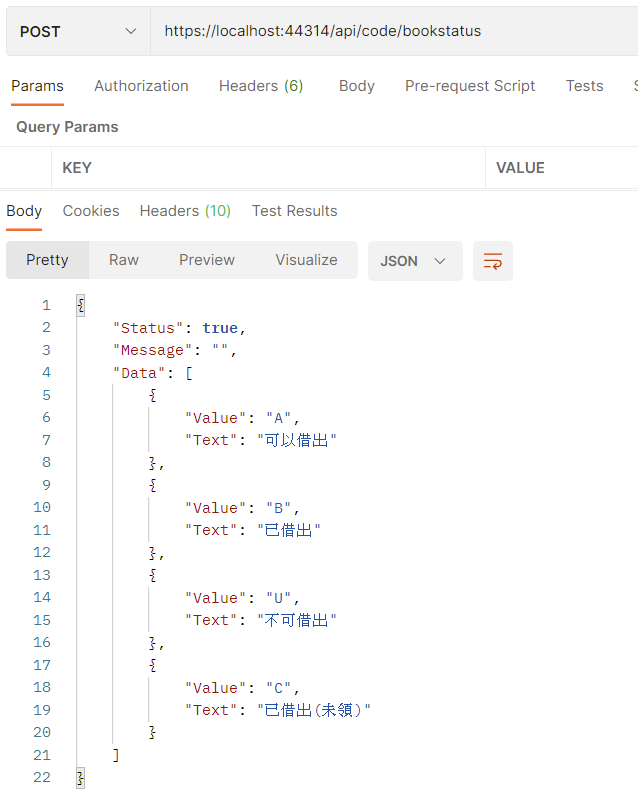 POST https://localhost:44314/api/code/bookstatus
Params Authorization Headers (6) Body Pre-request Script Tests
Query Params
KEY VALUE
Body Cookies Headers (10) Test Results
Pretty Raw Preview Visualize JSON
1 {
2 "Status": true,
3 "Message": "",
4 "Data": [
5 {
6 "Value": "A",
7 "Text": "可以借出"
8 },
9 {
10 "Value": "B",
11 "Text": "已借出"
12 },
13 {
14 "Value": "U",
15 "Text": "不可借出"
16 },
17 {
18 "Value": "C",
19 "Text": "已借出(未領)"
20 }
21 ]
22 }